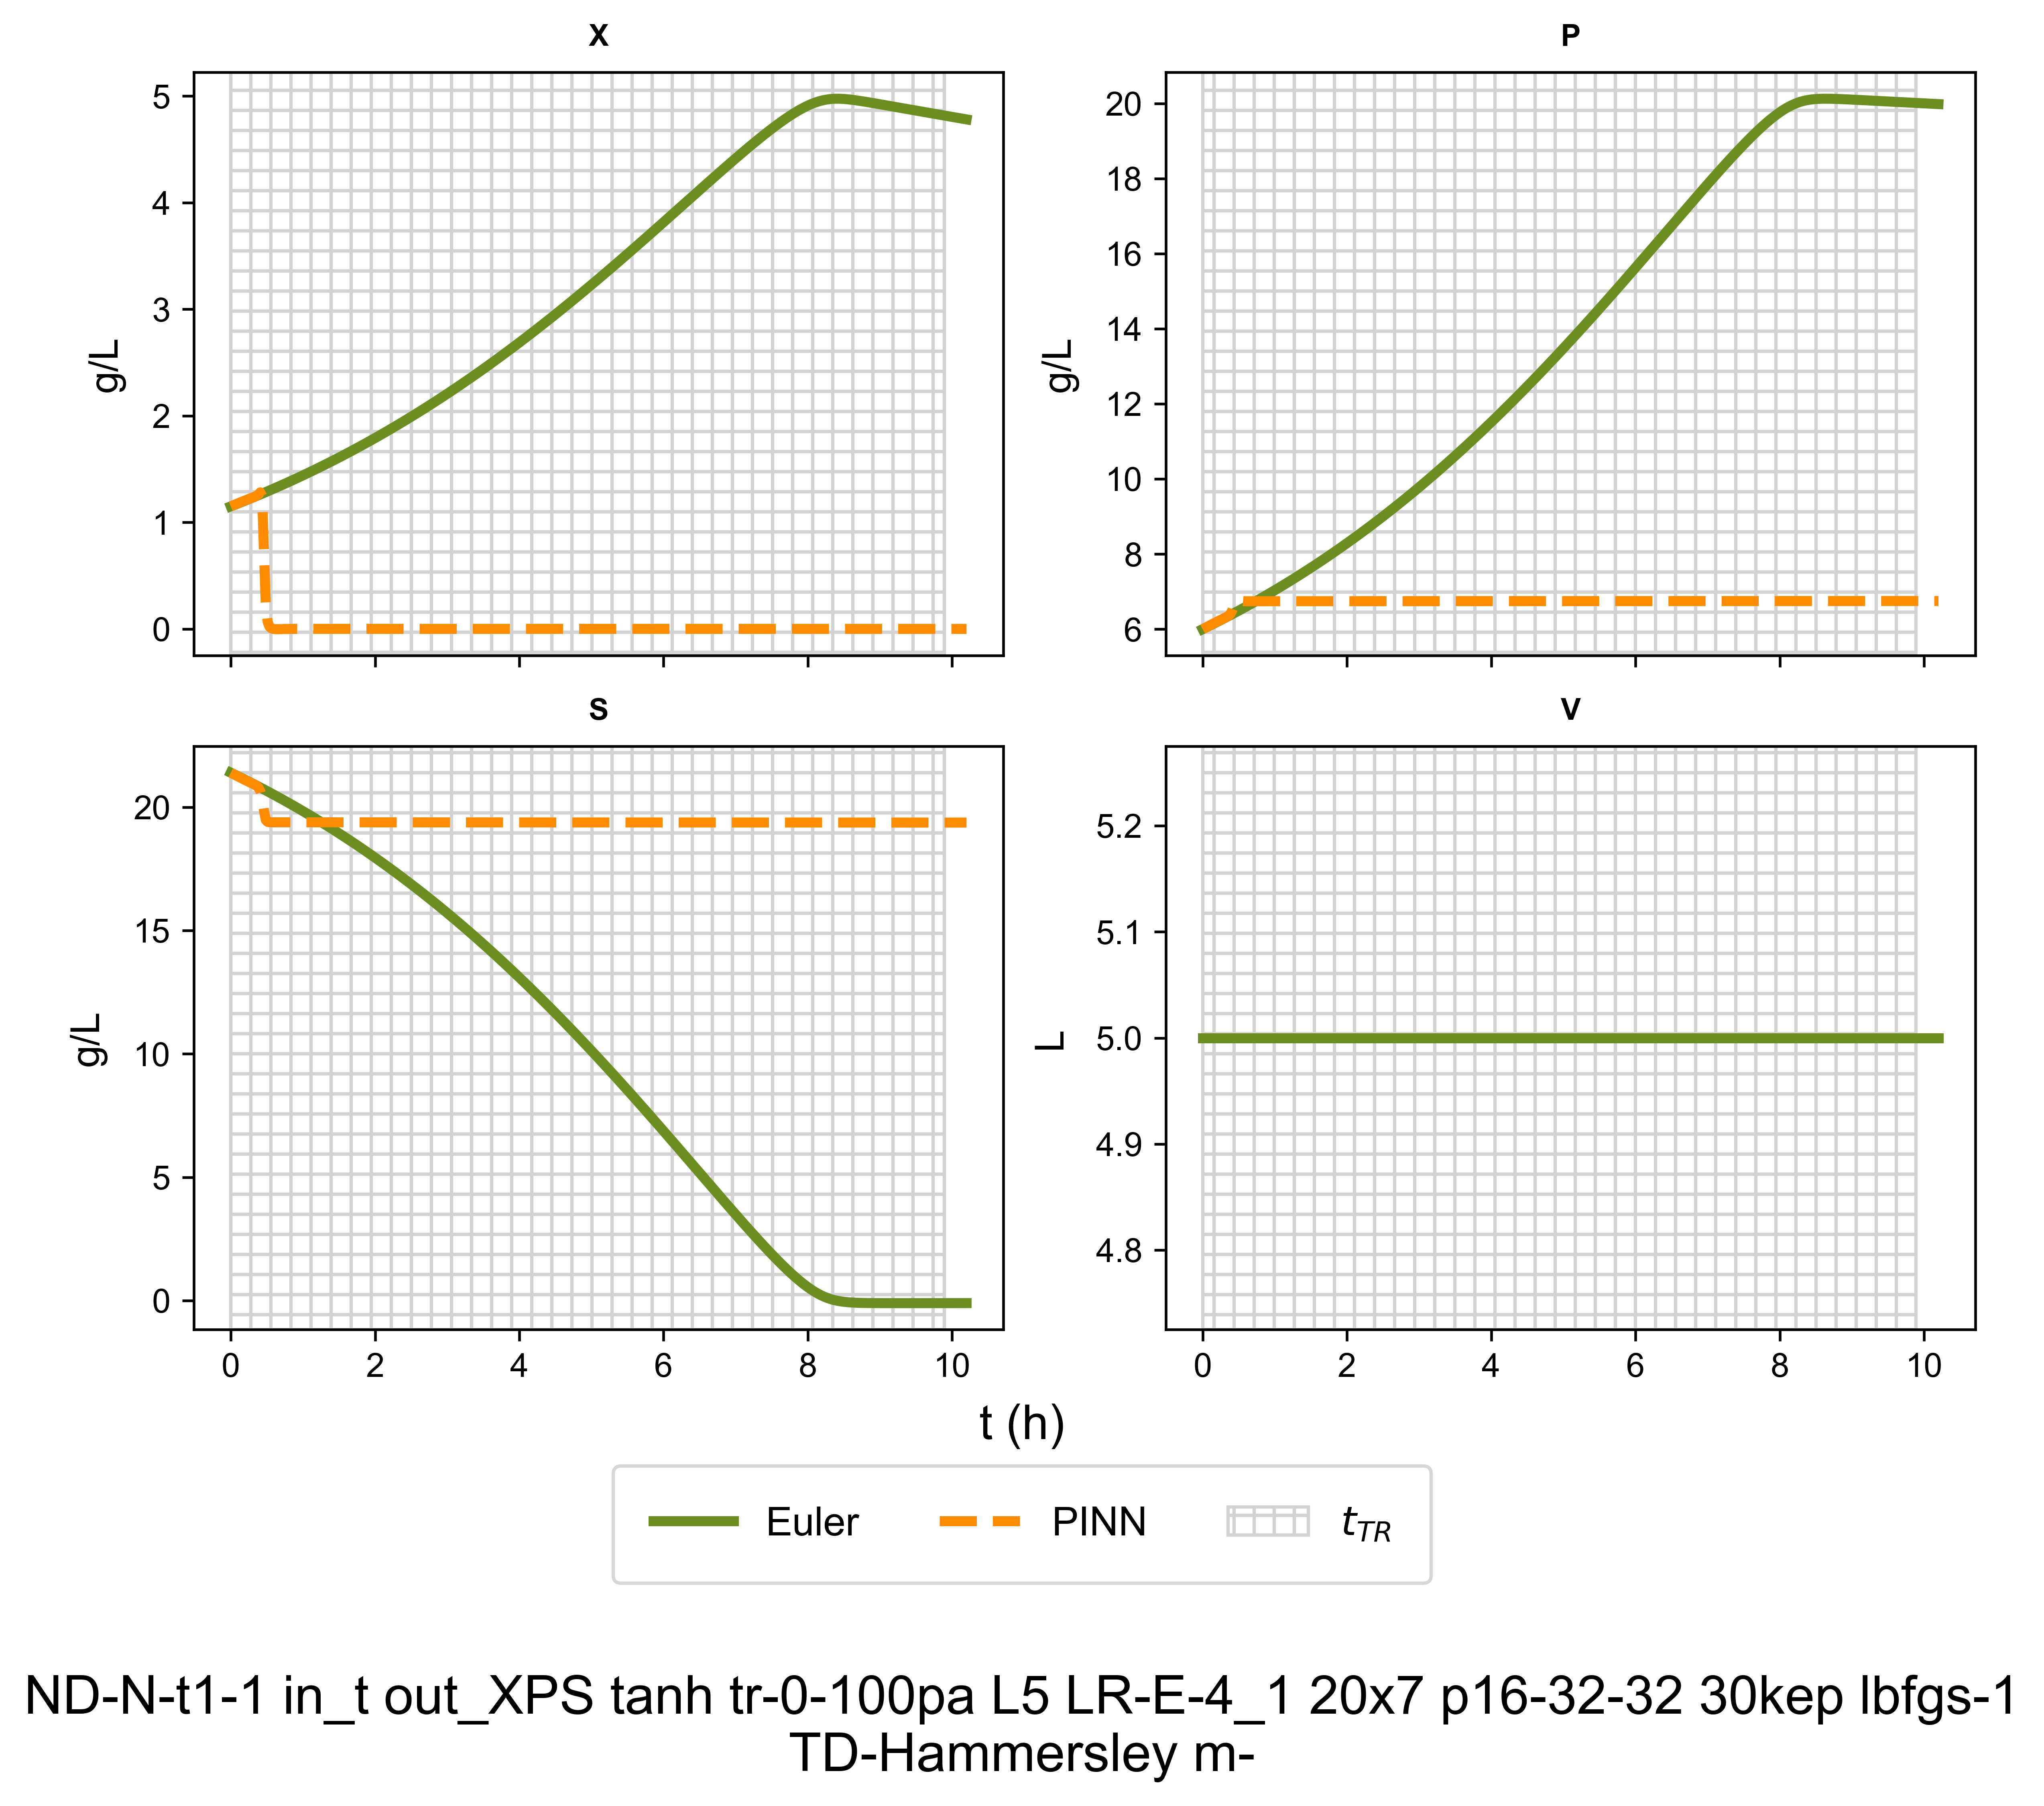 X
P
5
4
3
2
1
0
g/L
20
18
16
14
12
10
8
6
g/L
S
V
20
15
10
5
0
g/L
0 2 4 6 8 10
5.2
5.1
5.0
4.9
4.8
L
0 2 4 6 8 10
t (h)
Euler PINN t_TR
ND-N-t1-1 in_t out_XPS tanh tr-0-100pa L5 LR-E-4_1 20x7 p16-32-32 30kep lbfgs-1
TD-Hammersley m-